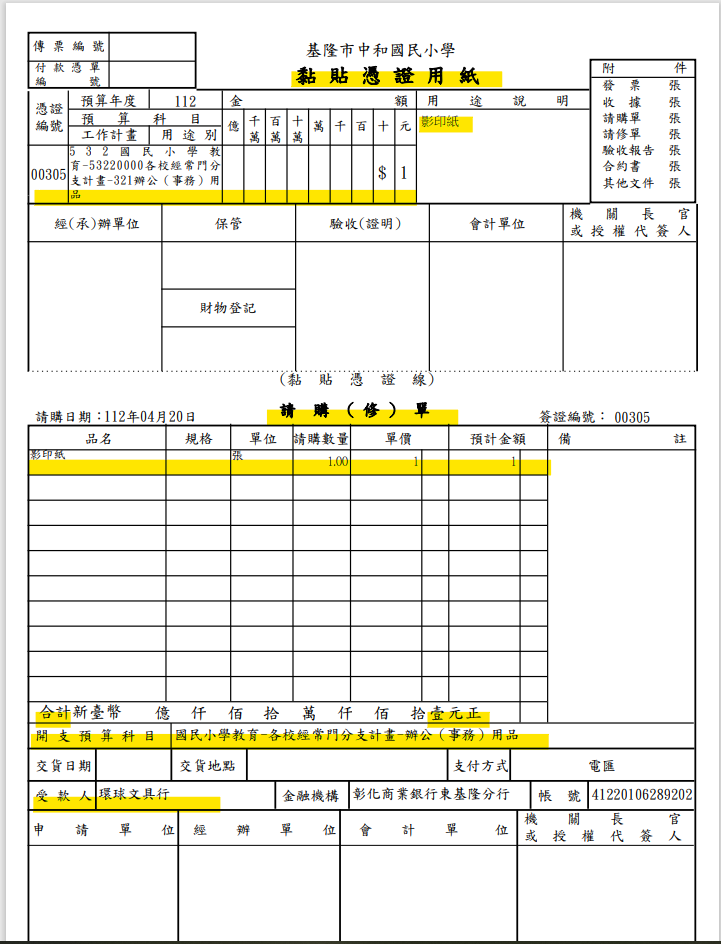 基隆市中和國民小學
傳票編號
付款憑單
編號
黏貼憑證用紙
附件
發票 張
收據 張
請購單 張
請修單 張
驗收報告 張
合約書 張
其他文件 張
憑證
編號
預算年度 112
預算科目
工作計畫 用途別
金額
億 千萬 百萬 十萬 萬 千 百 十 元
用途說明
影印紙
00305
532國民小學教
育-53220000各校經常門分
支計畫-321辦公(事務)用
品
$ 1
經(承)辦單位 保管 驗收(證明) 會計單位 機關長官
或授權代簽人
財物登記
(黏貼憑證線)
請購(修)單
請購日期:112年04月20日 簽證編號: 00305
品名 規格 單位 請購數量 單價 預計金額 備註
影印紙 張 1.00 1 1
合計新臺幣 億仟佰拾萬仟佰拾壹元正
開支預算科目 國民小學教育-各校經常門分支計畫-辦公(事務)用品
交貨日期 交貨地點 支付方式 電匯
受款人 環球文具行 金融機構 彰化商業銀行東基隆分行 帳號 41220106289202
申請單位 經辦單位 會計單位 機關長官
或授權代簽人